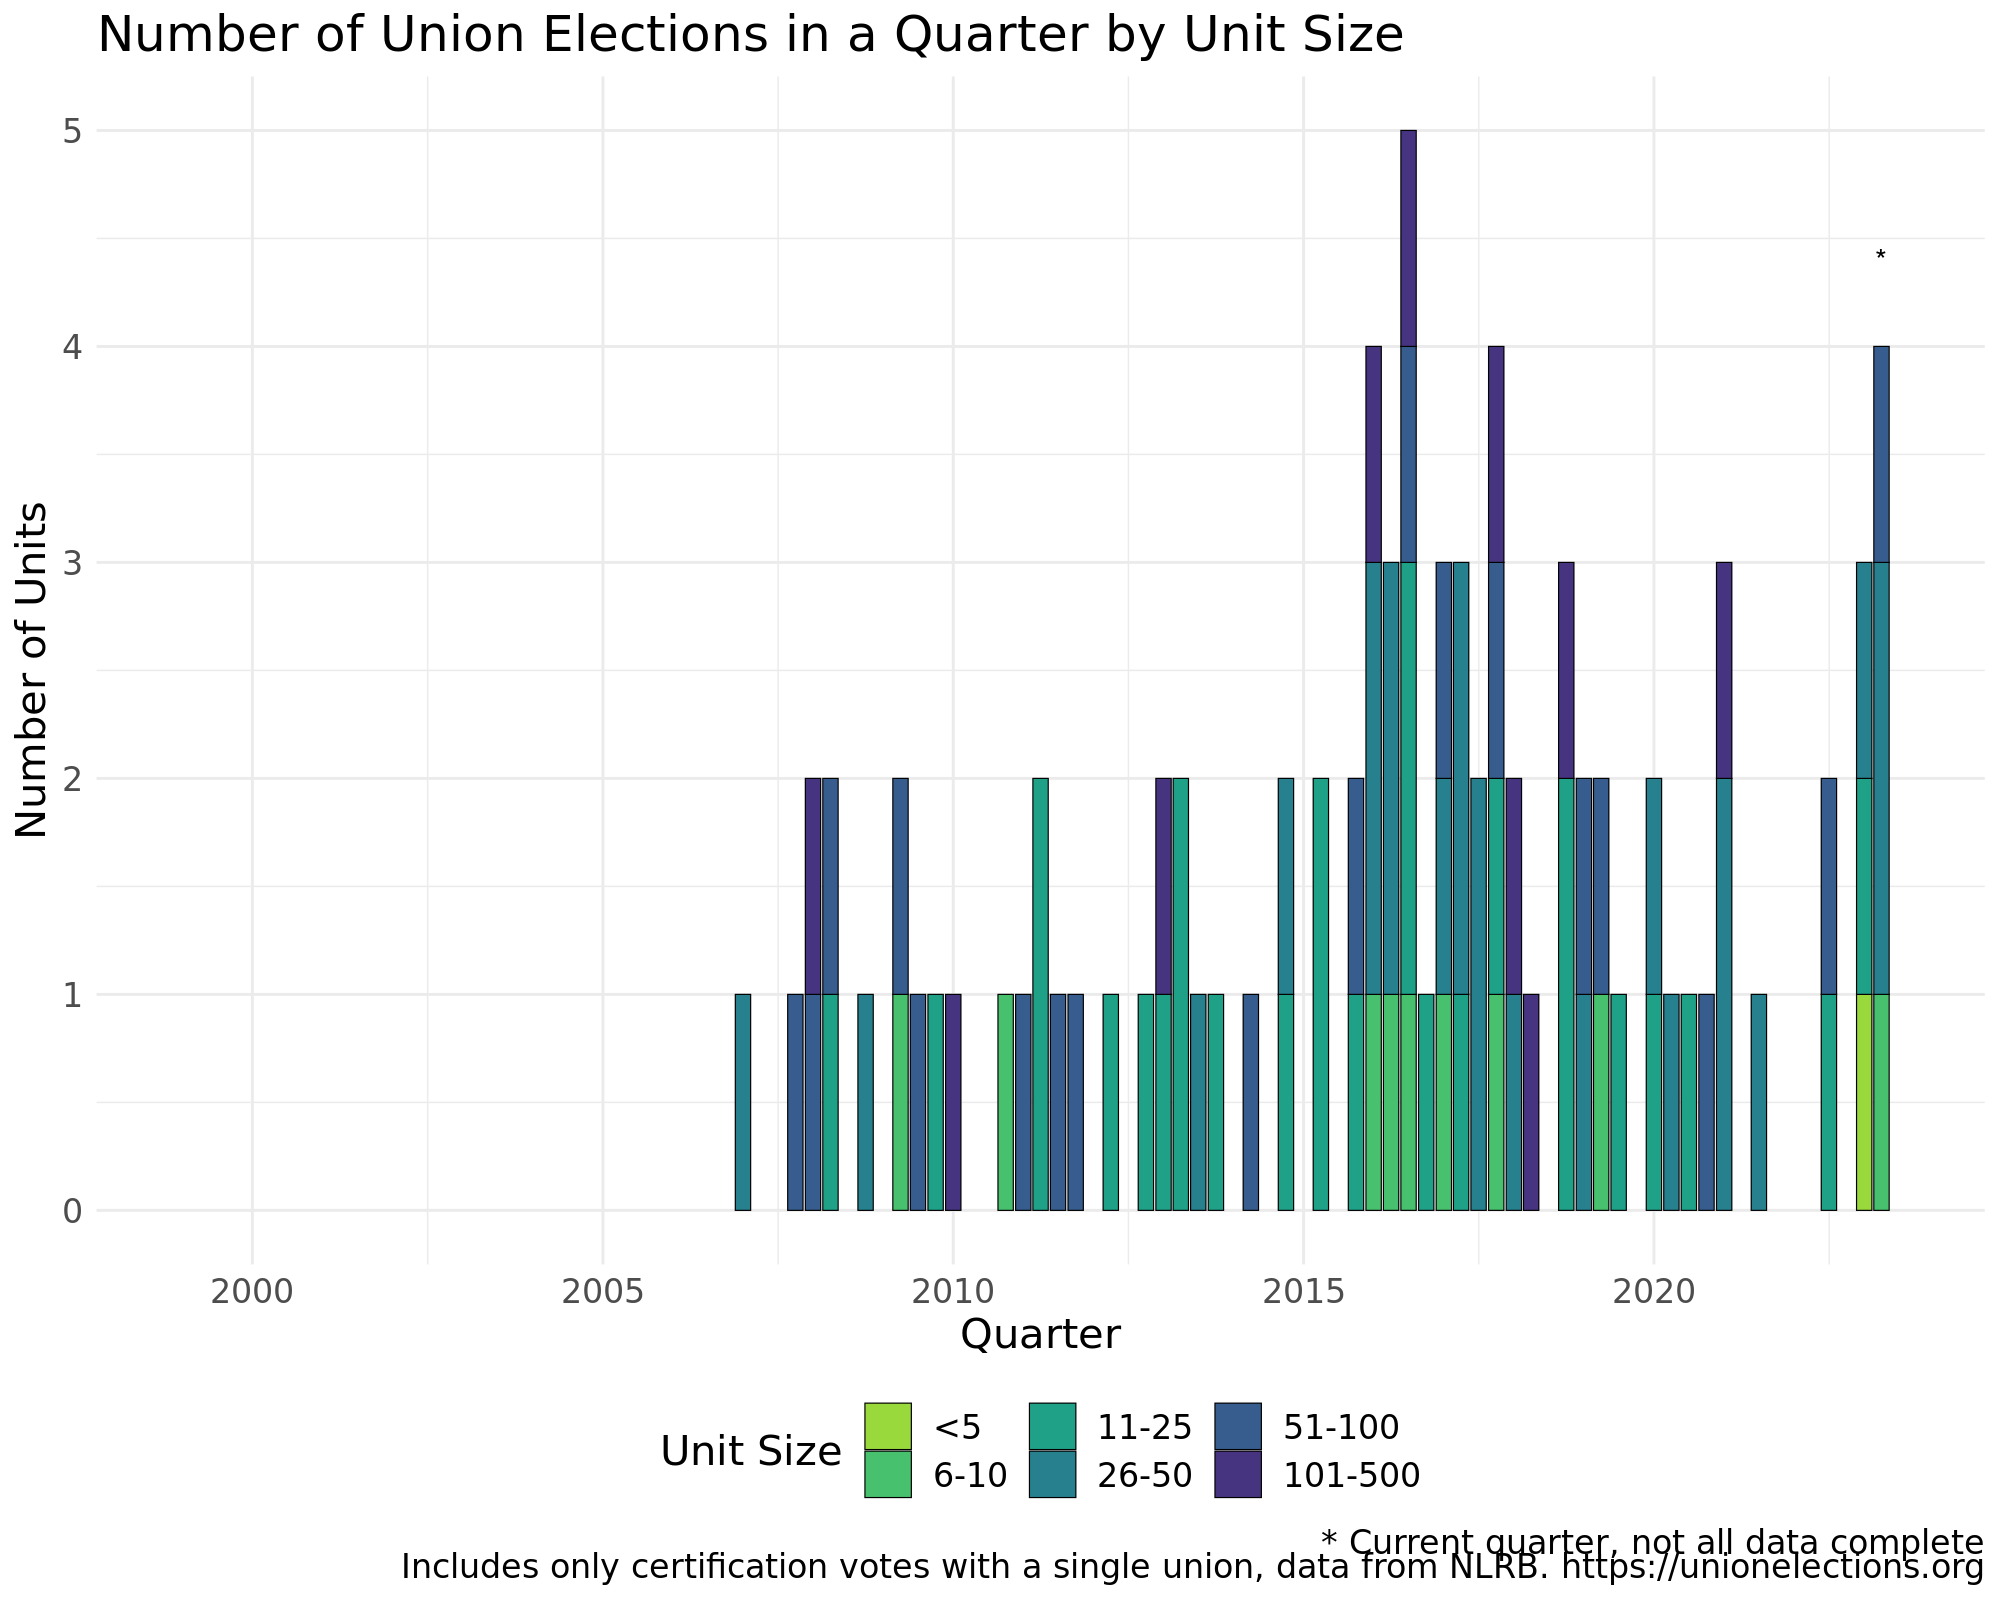 Number of Union Elections in a Quarter by Unit Size
5
*
4
3
2
1
0
Number of Units
2000 2005 2010 2015 2020
Quarter
Unit Size
<5 11-25 51-100
6-10 26-50 101-500
* Current quarter, not all data complete
Includes only certification votes with a single union, data from NLRB. https://unionelections.org